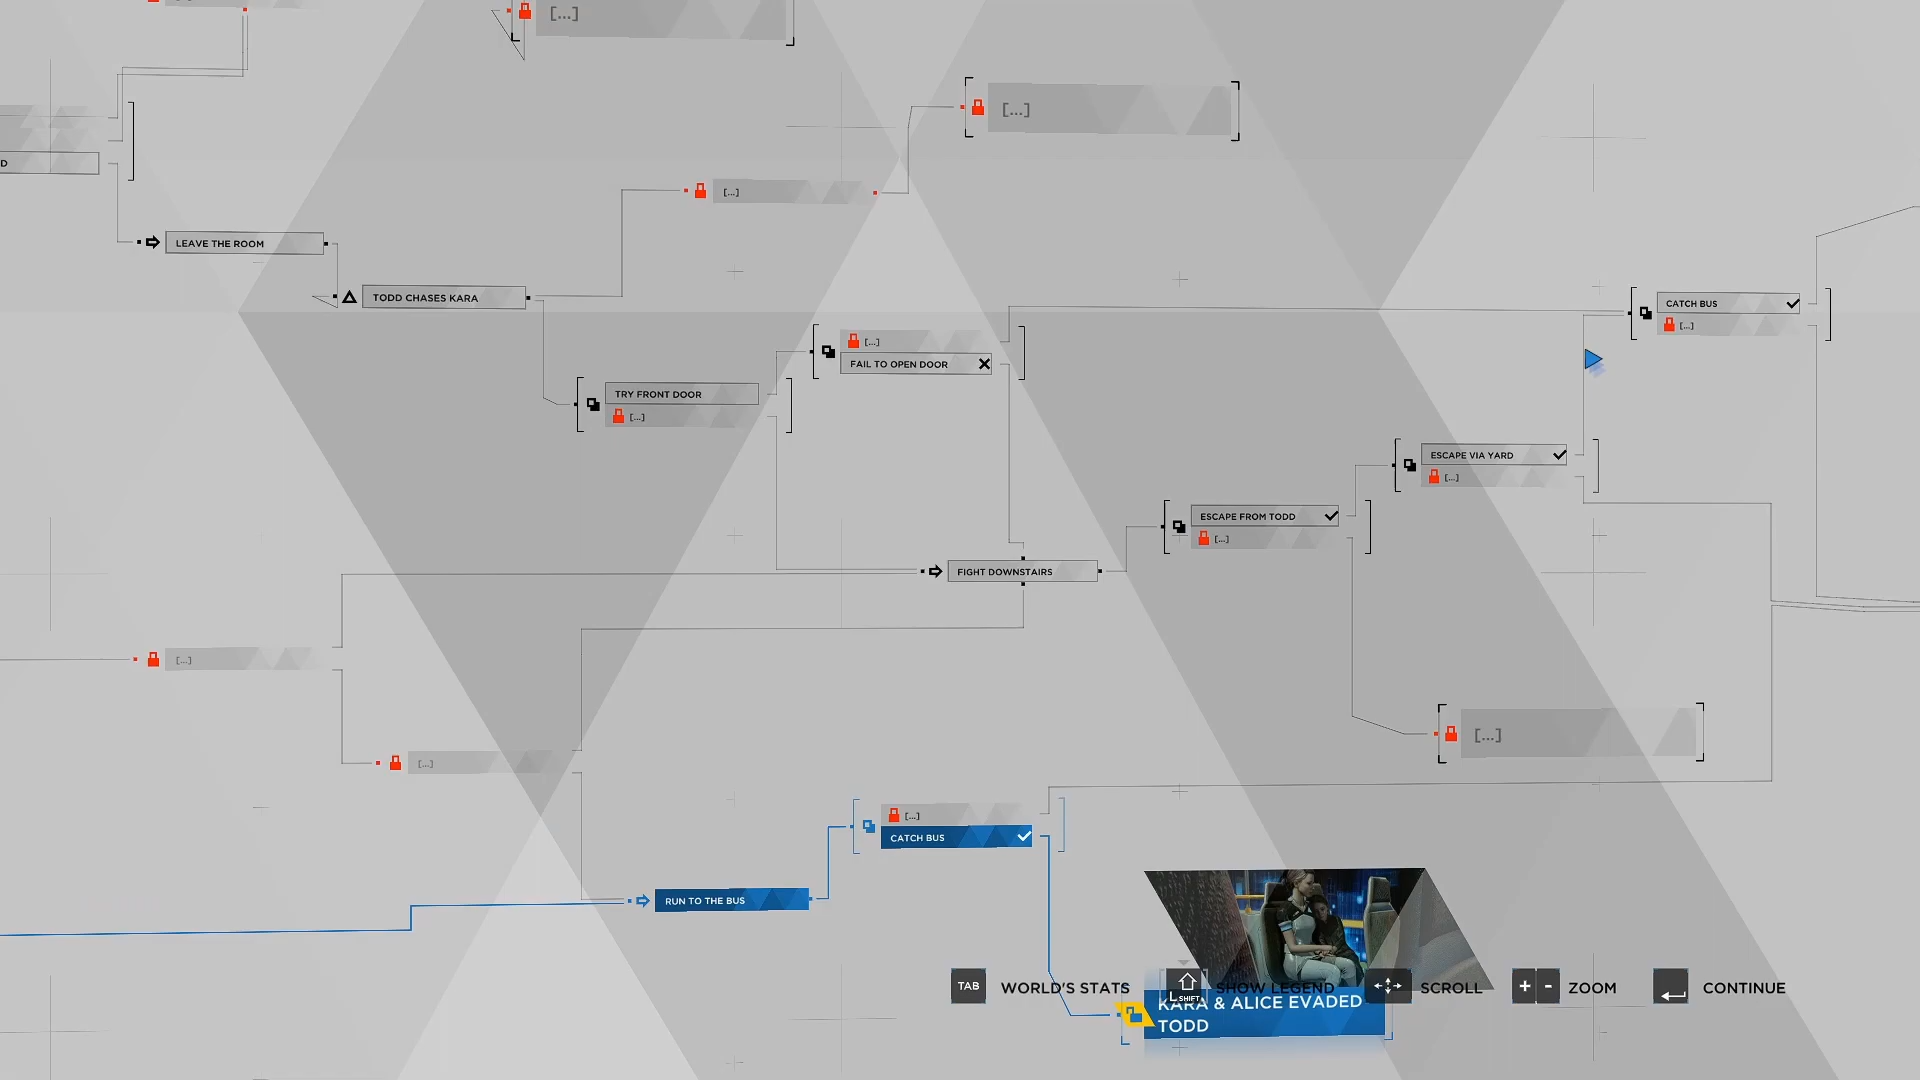 [...]
[...]
D
[...]
LEAVE THE ROOM
TODD CHASES KARA
CATCH BUS
[...]
[...]
FAIL TO OPEN DOOR
TRY FRONT DOOR
[...]
ESCAPE VIA YARD
[...]
ESCAPE FROM TODD
[...]
FIGHT DOWNSTAIRS
[...]
[...]
[...]
[...]
CATCH BUS
RUN TO THE BUS
TAB WORLD'S STATS
L SHIFT SHOW LEGEND
SCROLL
+ - ZOOM
CONTINUE
KARA & ALICE EVADED
TODD